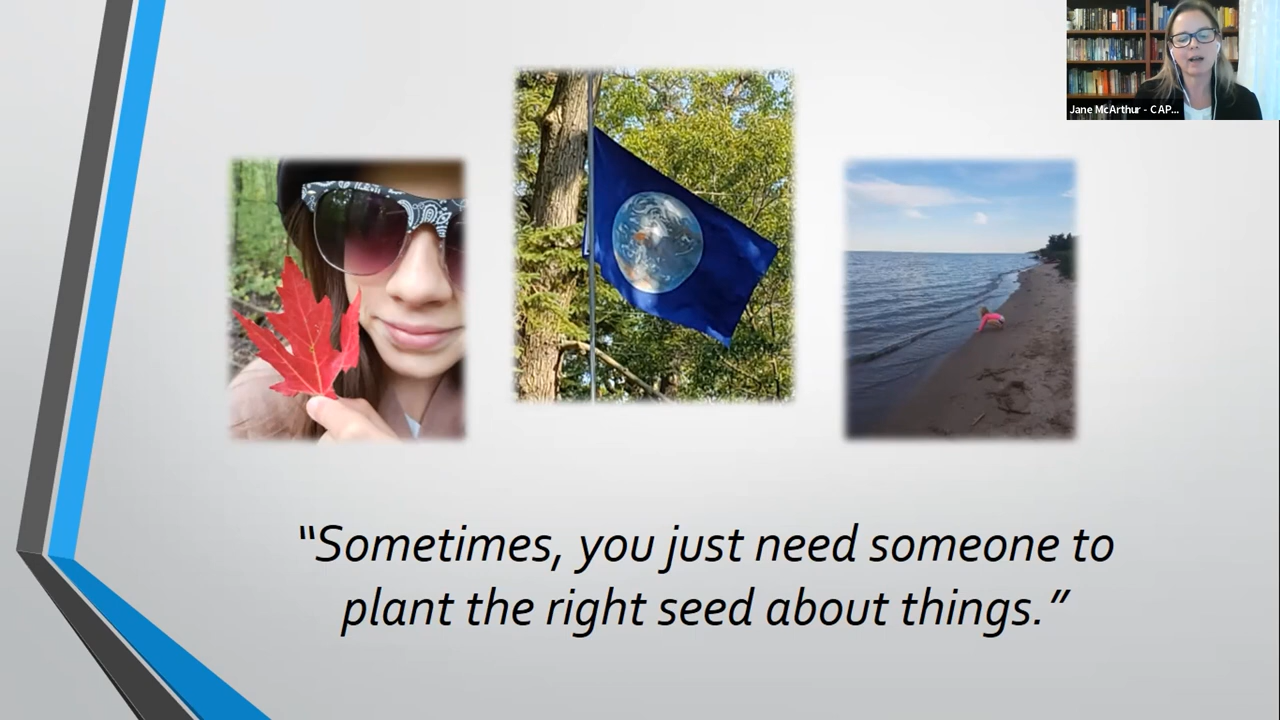 Jane McArthur - CAP...
“Sometimes, you just need someone to
plant the right seed about things.”